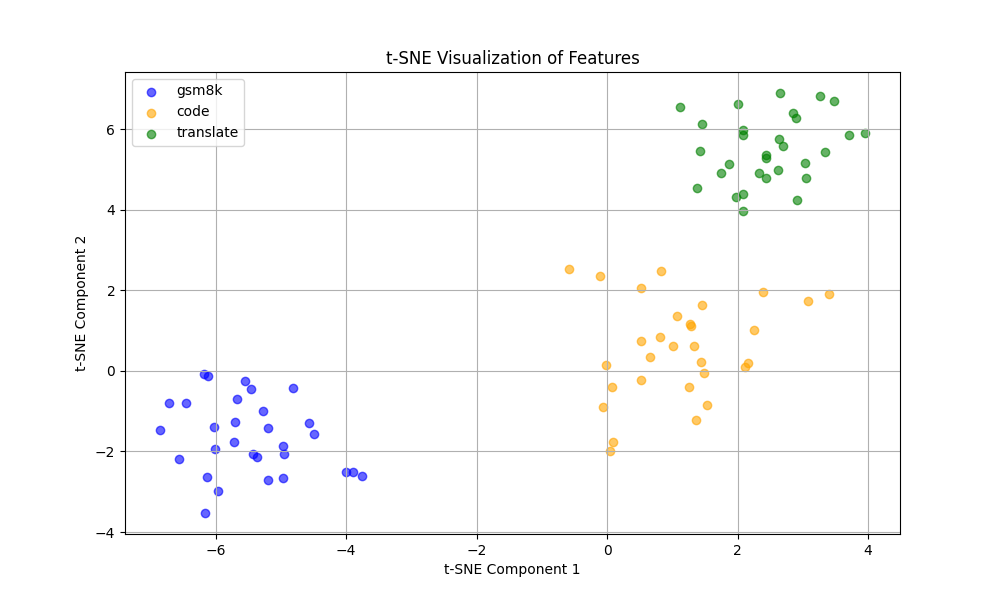 t-SNE Visualization of Features
gsm8k
code
translate
6
4
2
0
−2
−4
t-SNE Component 2
−6 −4 −2 0 2 4
t-SNE Component 1